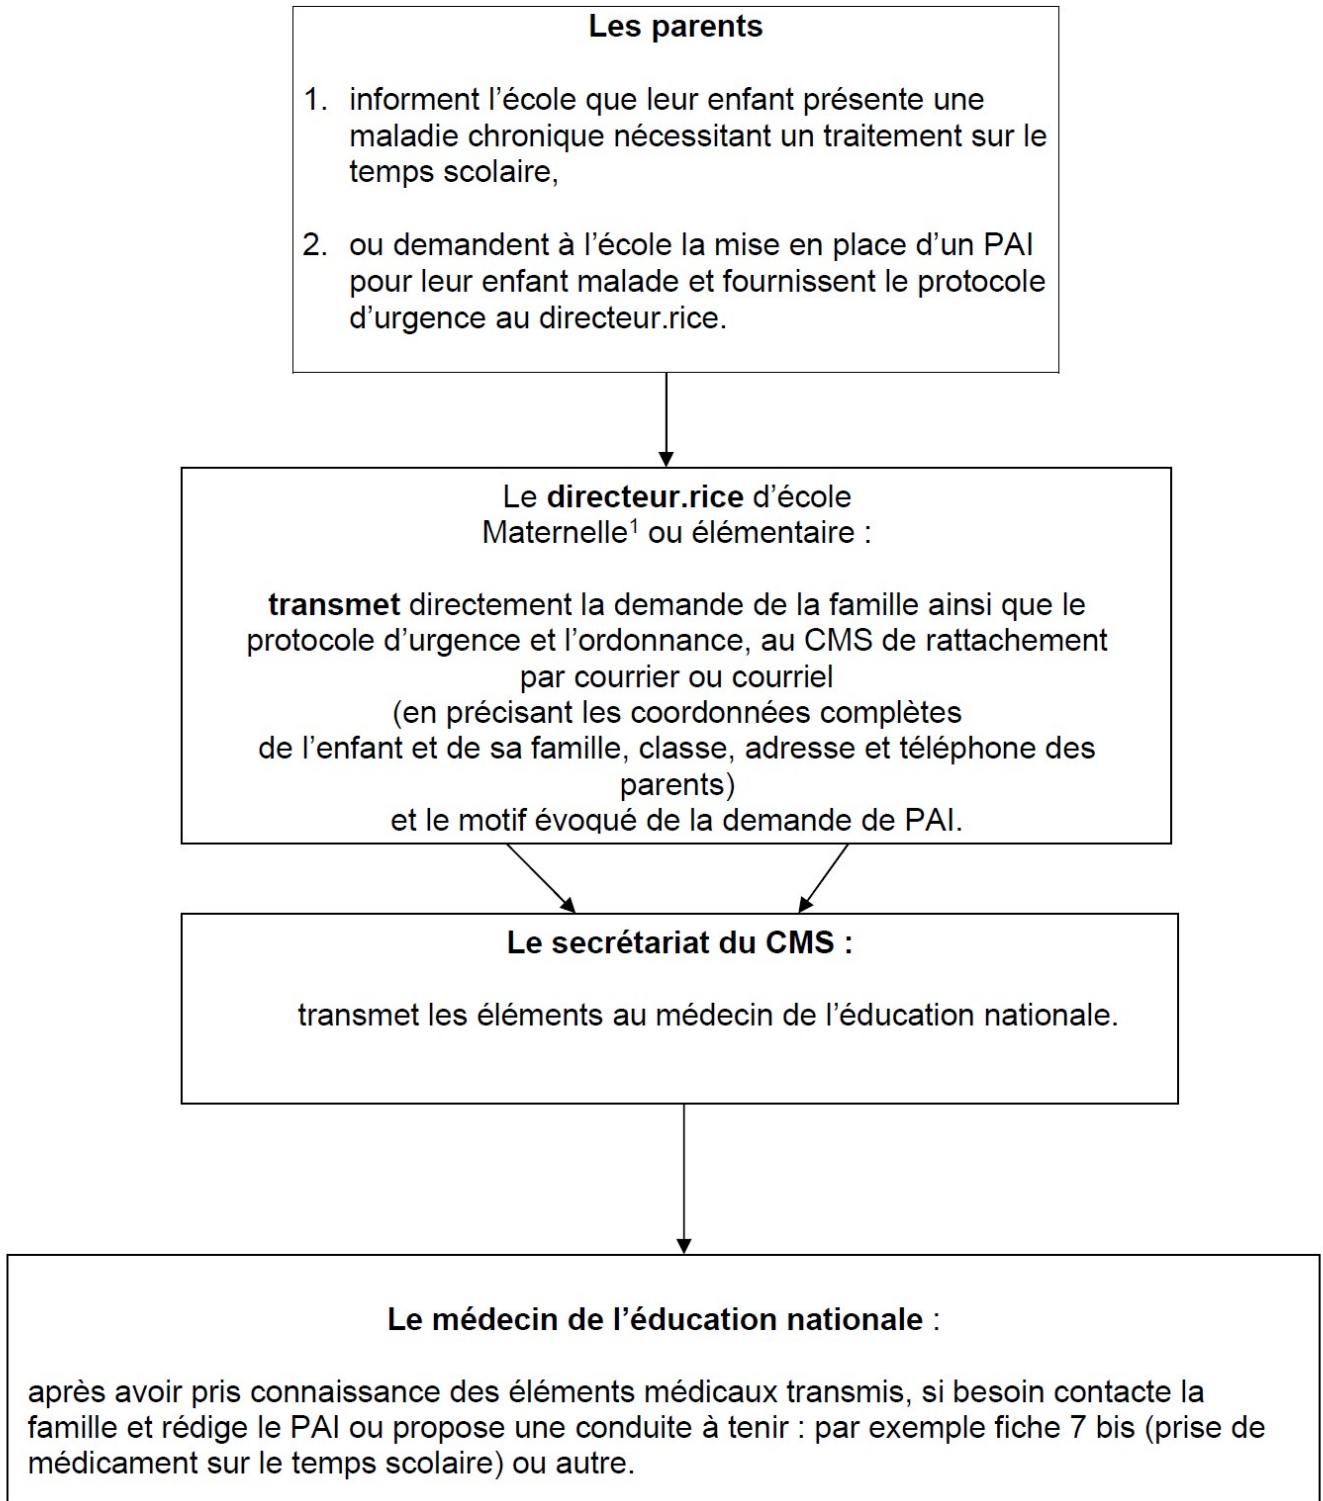 Les parents
1. informent l’école que leur enfant présente une
maladie chronique nécessitant un traitement sur le
temps scolaire,
2. ou demandent à l’école la mise en place d’un PAI
pour leur enfant malade et fournissent le protocole
d’urgence au directeur.rice.
Le directeur.rice d’école
Maternelle¹ ou élémentaire :
transmet directement la demande de la famille ainsi que le
protocole d’urgence et l’ordonnance, au CMS de rattachement
par courrier ou courriel
(en précisant les coordonnées complètes
de l’enfant et de sa famille, classe, adresse et téléphone des
parents)
et le motif évoqué de la demande de PAI.
Le secrétariat du CMS :
transmet les éléments au médecin de l’éducation nationale.
Le médecin de l’éducation nationale :
après avoir pris connaissance des éléments médicaux transmis, si besoin contacte la
famille et rédige le PAI ou propose une conduite à tenir : par exemple fiche 7 bis (prise de
médicament sur le temps scolaire) ou autre.